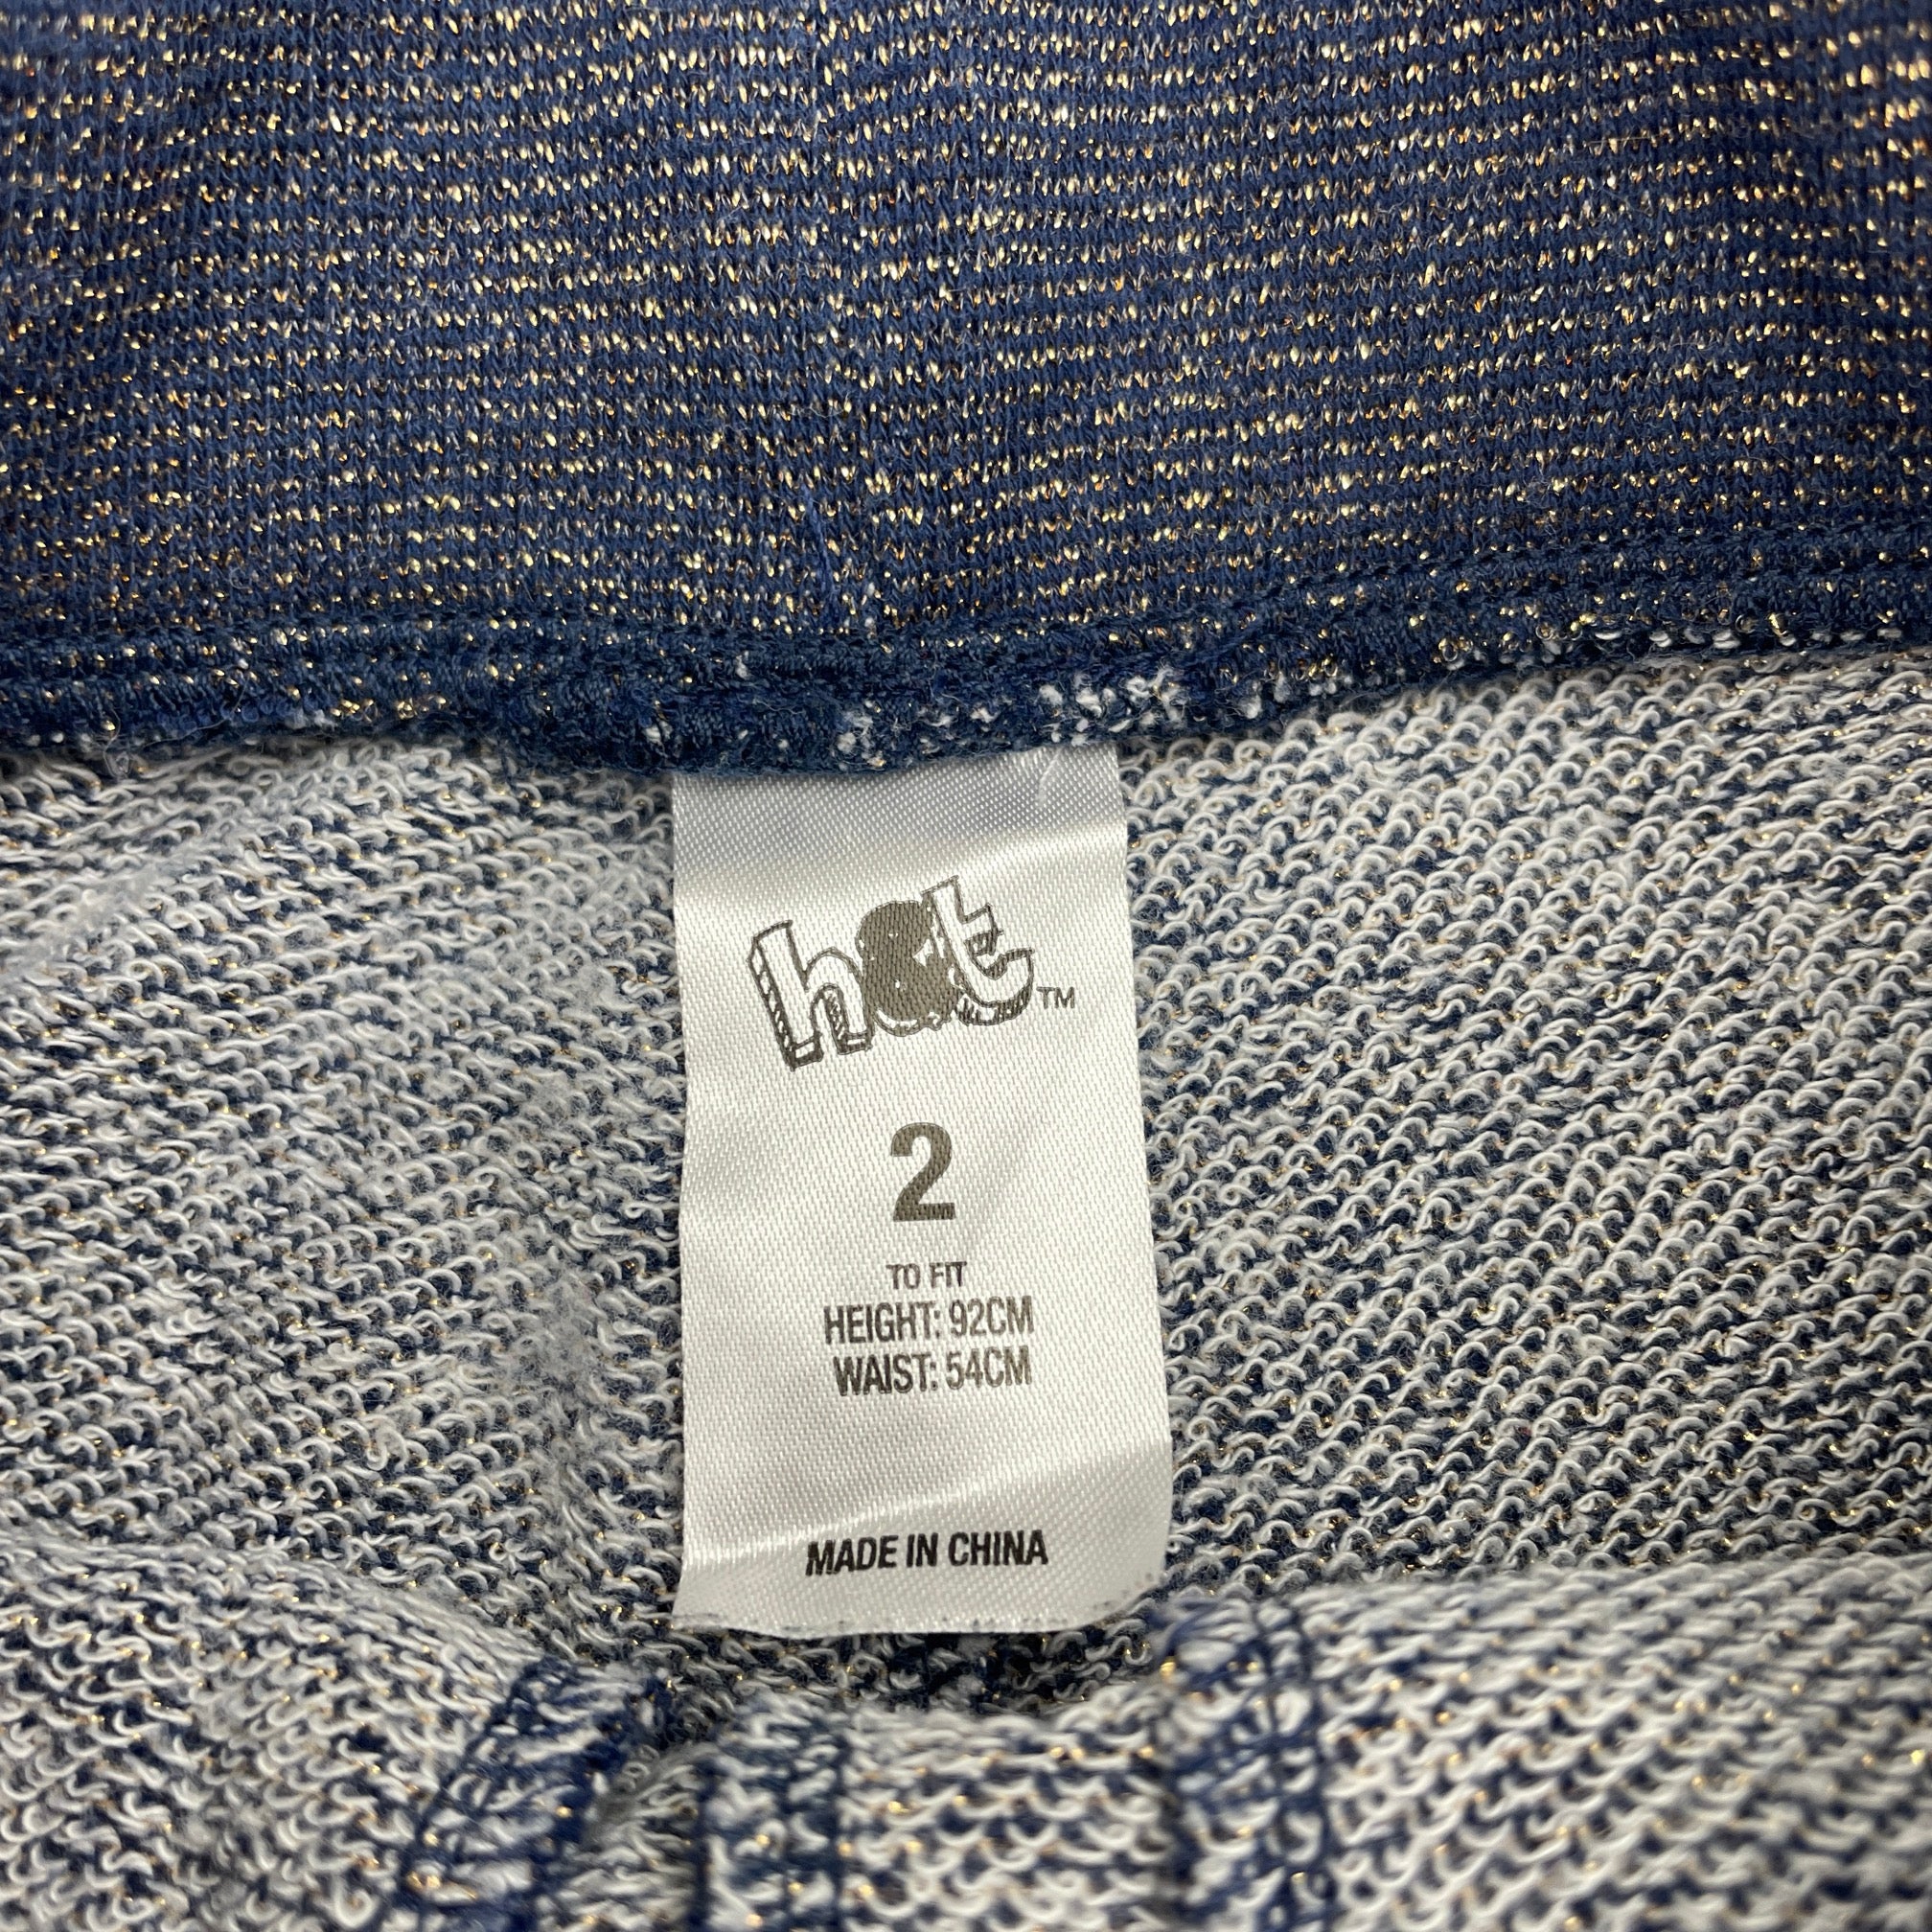 hot™
2
TO FIT
HEIGHT: 92CM
WAIST: 54CM
MADE IN CHINA